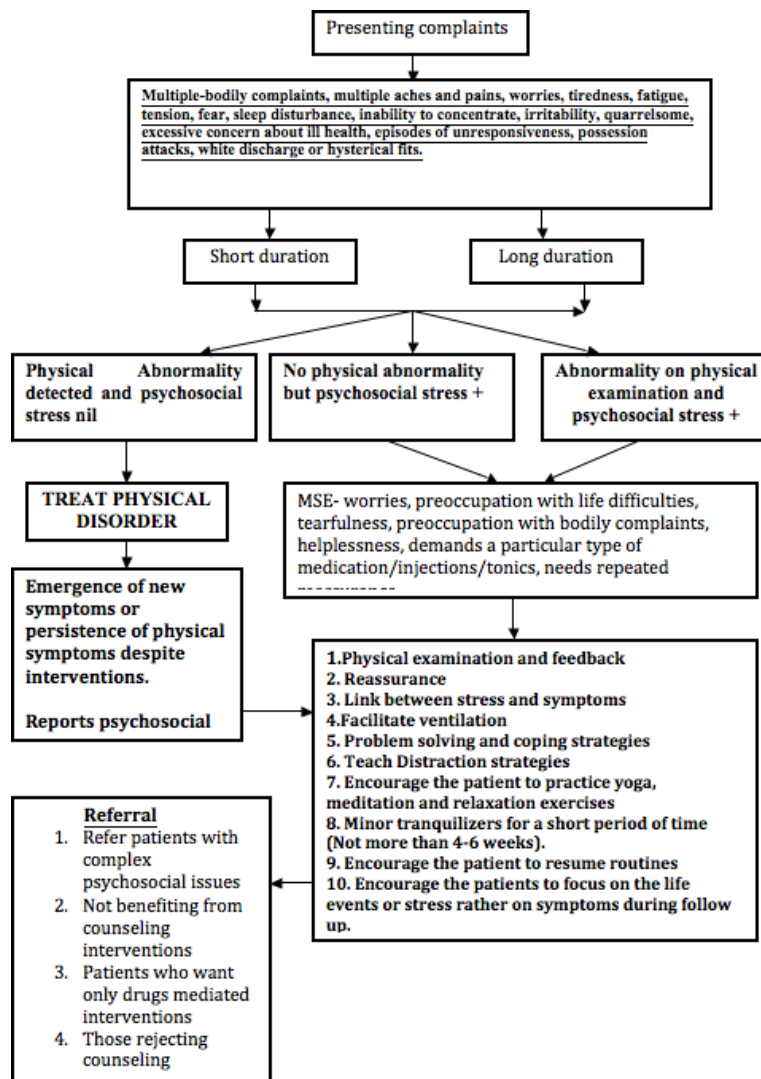 Presenting complaints
Multiple-bodily complaints, multiple aches and pains, worries, tiredness, fatigue,
tension, fear, sleep disturbance, inability to concentrate, irritability, quarrelsome,
excessive concern about ill health, episodes of unresponsiveness, possession
attacks, white discharge or hysterical fits.
Short duration
Long duration
Physical Abnormality
detected and psychosocial
stress nil
No physical abnormality
but psychosocial stress +
Abnormality on physical
examination and
psychosocial stress +
TREAT PHYSICAL
DISORDER
MSE- worries, preoccupation with life difficulties,
tearfulness, preoccupation with bodily complaints,
helplessness, demands a particular type of
medication/injections/tonics, needs repeated
Emergence of new
symptoms or
persistence of physical
symptoms despite
interventions.
Reports psychosocial
1.Physical examination and feedback
2. Reassurance
3. Link between stress and symptoms
4.Facilitate ventilation
5. Problem solving and coping strategies
6. Teach Distraction strategies
7. Encourage the patient to practice yoga,
meditation and relaxation exercises
8. Minor tranquilizers for a short period of time
(Not more than 4-6 weeks).
9. Encourage the patient to resume routines
10. Encourage the patients to focus on the life
events or stress rather on symptoms during follow
up.
Referral
1. Refer patients with
complex
psychosocial issues
2. Not benefiting from
counseling
interventions
3. Patients who want
only drugs mediated
interventions
4. Those rejecting
counseling